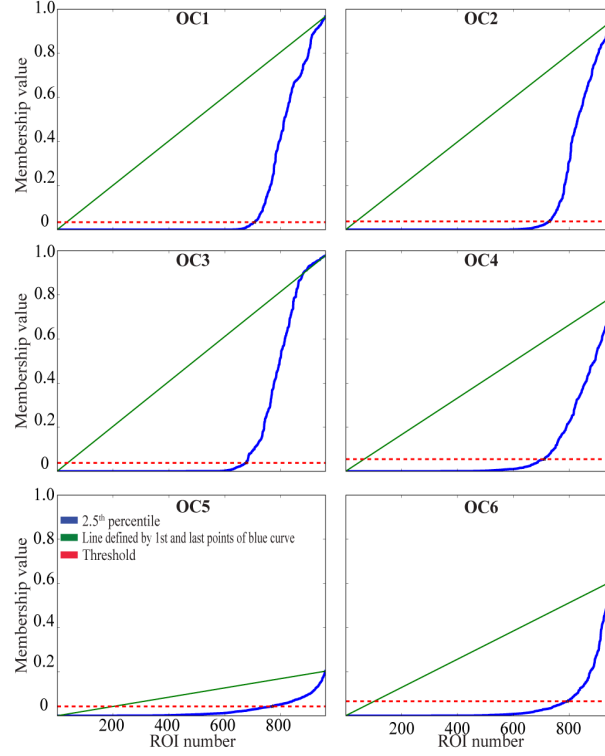 OC1
OC2
1.0
0.8
0.6
0.4
0.2
0
Membership value
OC3
OC4
1.0
0.8
0.6
0.4
0.2
0
Membership value
OC5
OC6
1.0
0.8
0.6
0.4
0.2
0
Membership value
2.5th percentile
Line defined by 1st and last points of blue curve
Threshold
200 400 600 800
200 400 600 800
ROI number
ROI number